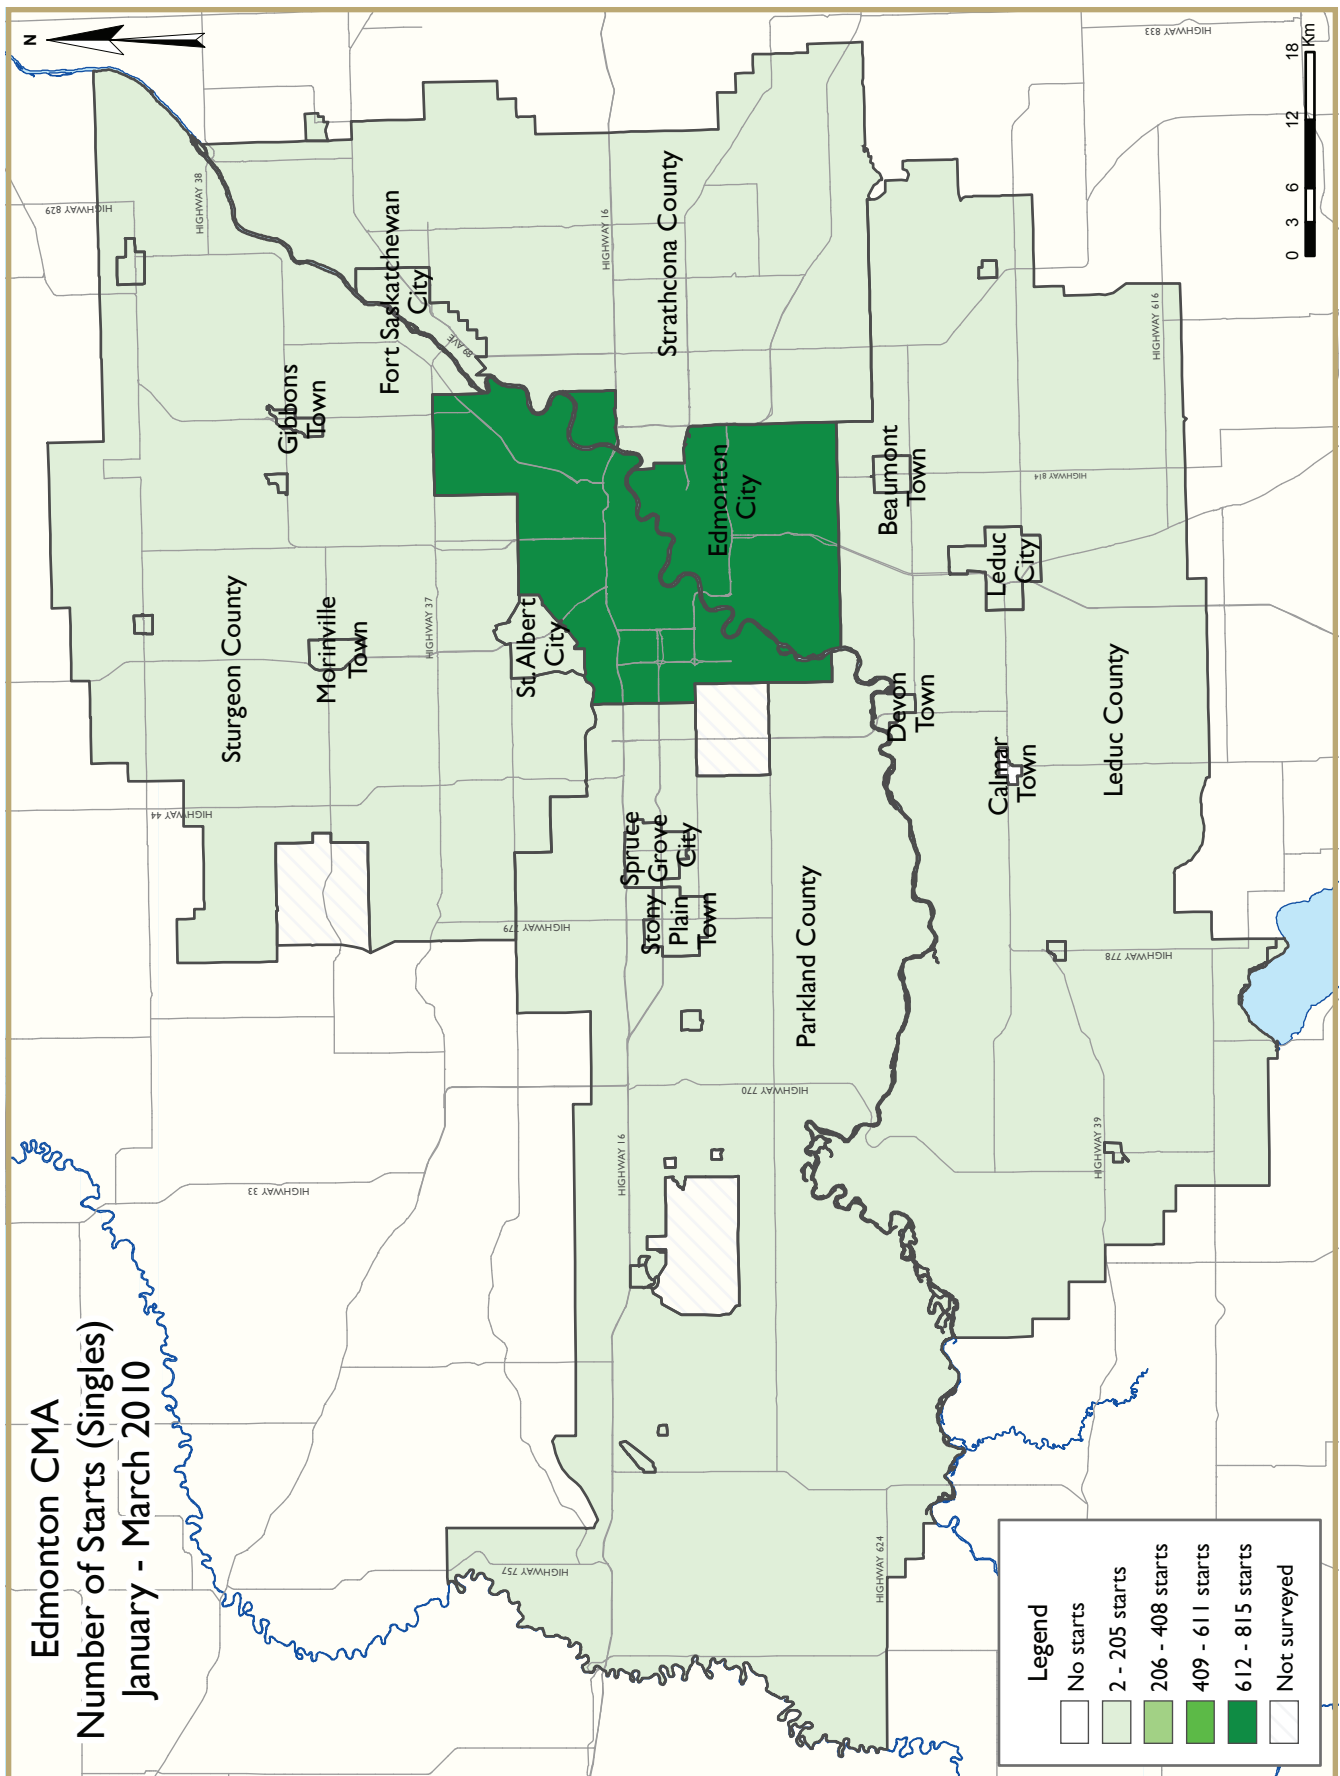 Edmonton CMA
Number of Starts (Singles)
January - March 2010
N
HIGHWAY 829
HIGHWAY 38
HIGHWAY 833
HIGHWAY 44
HIGHWAY 37
HIGHWAY 33
HIGHWAY 779
HIGHWAY 757
89 AVE
HIGHWAY 16
HIGHWAY 16
HIGHWAY 770
HIGHWAY 624
HIGHWAY 814
HIGHWAY 616
HIGHWAY 778
HIGHWAY 39
Sturgeon County
Gibbons
Town
Morinville
Town
Fort Saskatchewan
City
St. Albert
City
Strathcona County
Edmonton
City
Spruce
Grove
City
Stony
Plain
Town
Parkland County
Beaumont
Town
Devon
Town
Leduc
City
Calmar
Town
Leduc County
Legend
No starts
2 - 205 starts
206 - 408 starts
409 - 611 starts
612 - 815 starts
Not surveyed
0 3 6 12 18
Km